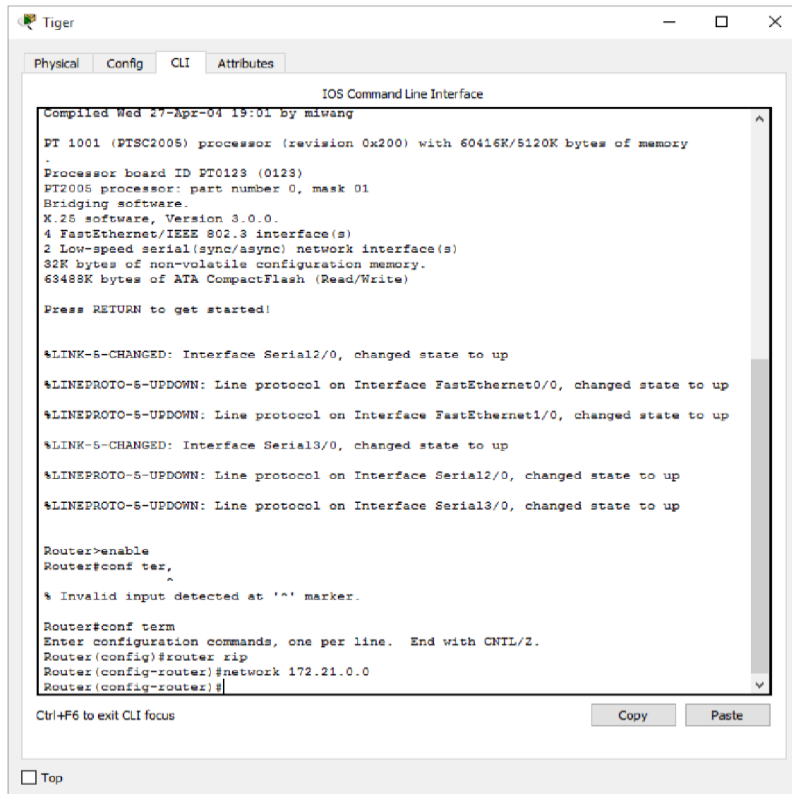 Tiger
Physical Config CLI Attributes
IOS Command Line Interface
Compiled Wed 27-Apr-04 19:01 by miwang
PT 1001 (PTSC2005) processor (revision 0x200) with 60416K/5120K bytes of memory
.
Processor board ID PT0123 (0123)
PT2005 processor: part number 0, mask 01
Bridging software.
X.25 software, Version 3.0.0.
4 FastEthernet/IEEE 802.3 interface(s)
2 Low-speed serial(sync/async) network interface(s)
32K bytes of non-volatile configuration memory.
63488K bytes of ATA CompactFlash (Read/Write)
Press RETURN to get started!
%LINK-5-CHANGED: Interface Serial2/0, changed state to up
%LINEPROTO-5-UPDOWN: Line protocol on Interface FastEthernet0/0, changed state to up
%LINEPROTO-5-UPDOWN: Line protocol on Interface FastEthernet1/0, changed state to up
%LINK-5-CHANGED: Interface Serial3/0, changed state to up
%LINEPROTO-5-UPDOWN: Line protocol on Interface Serial2/0, changed state to up
%LINEPROTO-5-UPDOWN: Line protocol on Interface Serial3/0, changed state to up
Router>enable
Router#conf ter,
^
% Invalid input detected at '^' marker.
Router#conf term
Enter configuration commands, one per line. End with CNTL/Z.
Router(config)#router rip
Router(config-router)#network 172.21.0.0
Router(config-router)#
Ctrl+F6 to exit CLI focus
Copy Paste
Top